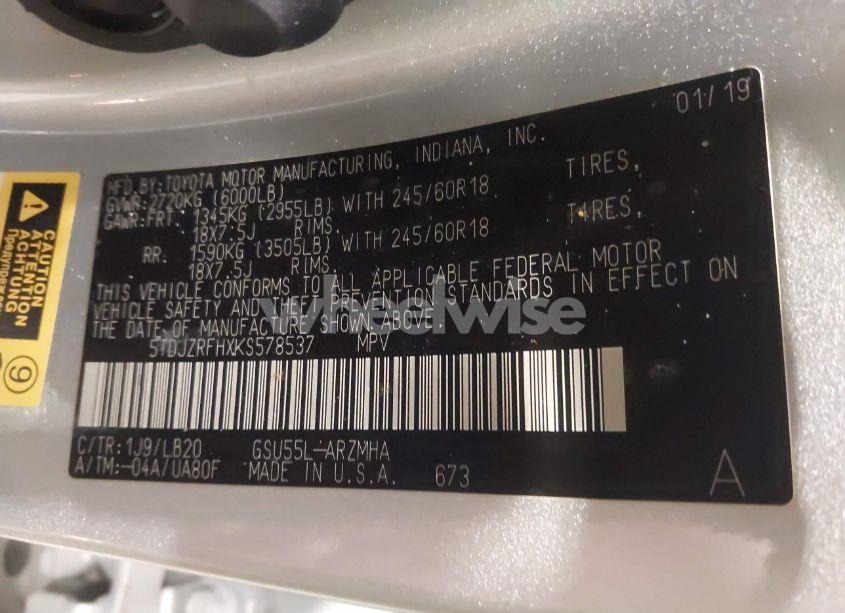 01/19
MFD.BY:TOYOTA MOTOR MANUFACTURING, INDIANA, INC.
GVWR:2720KG (6000LB)
GAWR:FRT 1345KG (2955LB) WITH 245/60R18 TIRES,
18X7.5J RIMS,
RR. 1590KG (3505LB) WITH 245/60R18 TIRES,
18X7.5J RIMS.
THIS VEHICLE CONFORMS TO ALL APPLICABLE FEDERAL MOTOR
VEHICLE SAFETY AND THEFT PREVENTION STANDARDS IN EFFECT ON
THE DATE OF MANUFACTURE SHOWN ABOVE.
5TDJZRFHXKS578537 MPV
C/TR:1J9/LB20 GSU55L-ARZMHA
A/TM:-04A/UA80F MADE IN U.S.A. 673
A
wheelwise
CAUTION
ATTENTION
ACHTUNG
9